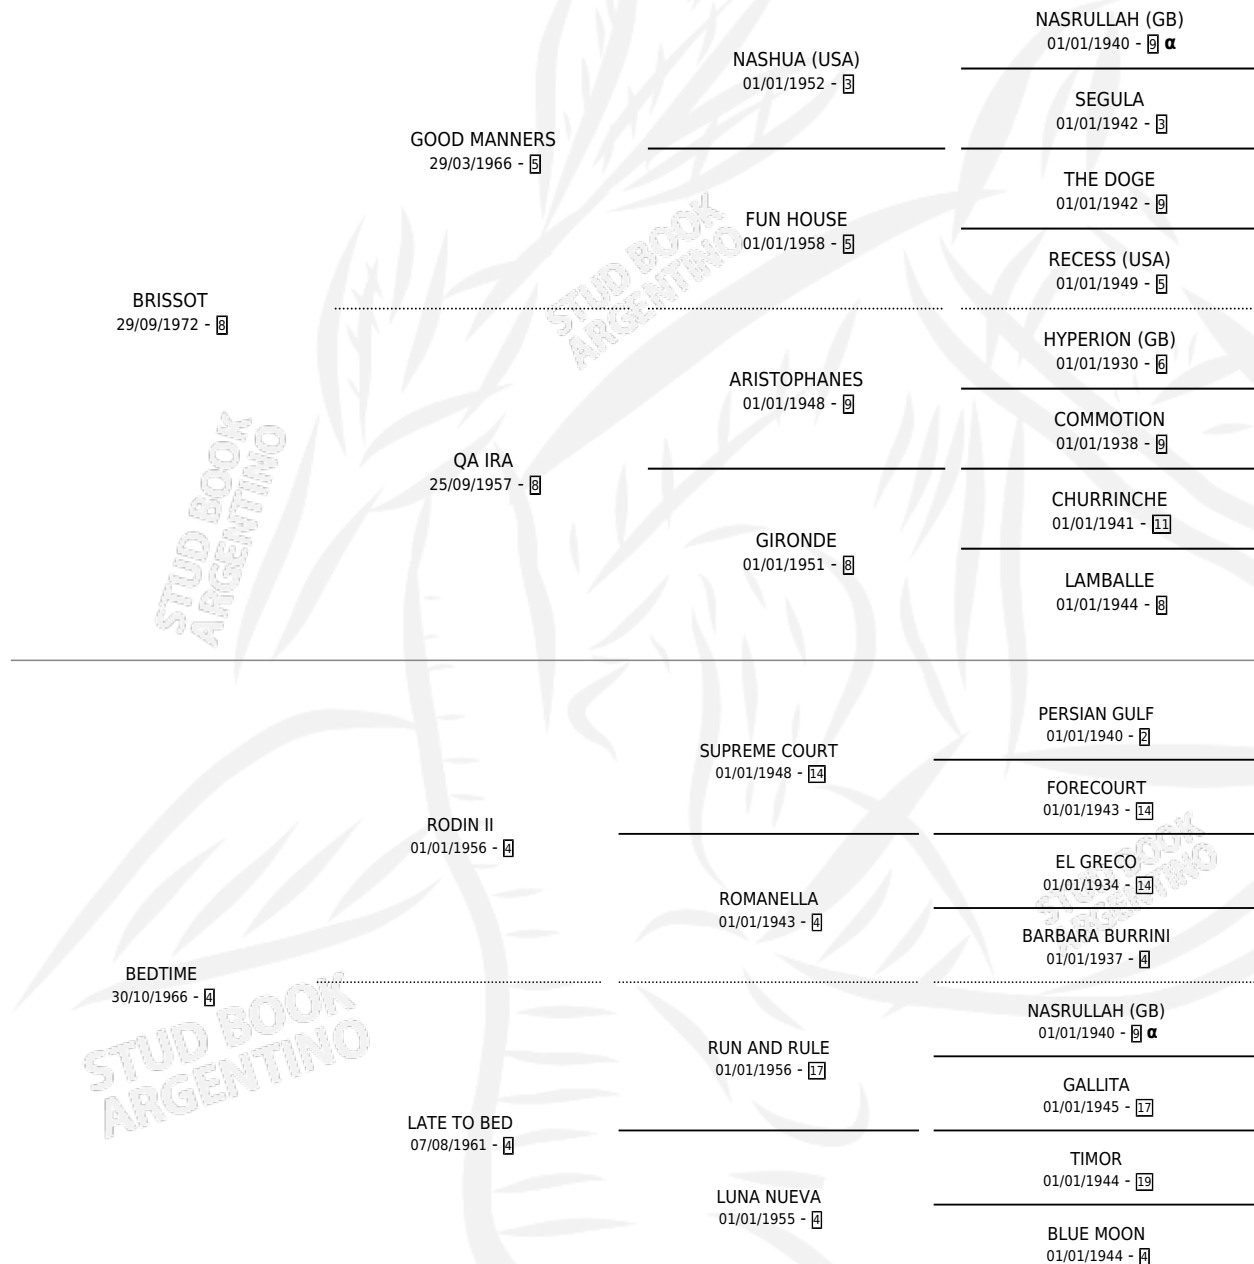 BRISSOT
29/09/1972 - 8
GOOD MANNERS
29/03/1966 - 5
NASHUA (USA)
01/01/1952 - 3
NASRULLAH (GB)
01/01/1940 - 9 α
SEGULA
01/01/1942 - 3
FUN HOUSE
01/01/1958 - 5
THE DOGE
01/01/1942 - 9
RECESS (USA)
01/01/1949 - 5
QA IRA
25/09/1957 - 8
ARISTOPHANES
01/01/1948 - 9
HYPERION (GB)
01/01/1930 - 6
COMMOTION
01/01/1938 - 9
GIRONDE
01/01/1951 - 8
CHURRINCHE
01/01/1941 - 11
LAMBALLE
01/01/1944 - 8
BEDTIME
30/10/1966 - 4
RODIN II
01/01/1956 - 4
SUPREME COURT
01/01/1948 - 14
PERSIAN GULF
01/01/1940 - 2
FORECOURT
01/01/1943 - 14
ROMANELLA
01/01/1943 - 4
EL GRECO
01/01/1934 - 14
BARBARA BURRINI
01/01/1937 - 4
LATE TO BED
07/08/1961 - 4
RUN AND RULE
01/01/1956 - 17
NASRULLAH (GB)
01/01/1940 - 9 α
GALLITA
01/01/1945 - 17
LUNA NUEVA
01/01/1955 - 4
TIMOR
01/01/1944 - 19
BLUE MOON
01/01/1944 - 4
STUD BOOK
ARGENTINO
STUD BOOK
ARGENTINO
STUD BOOK
ARGENTINO
STUD BOOK
ARGENTINO